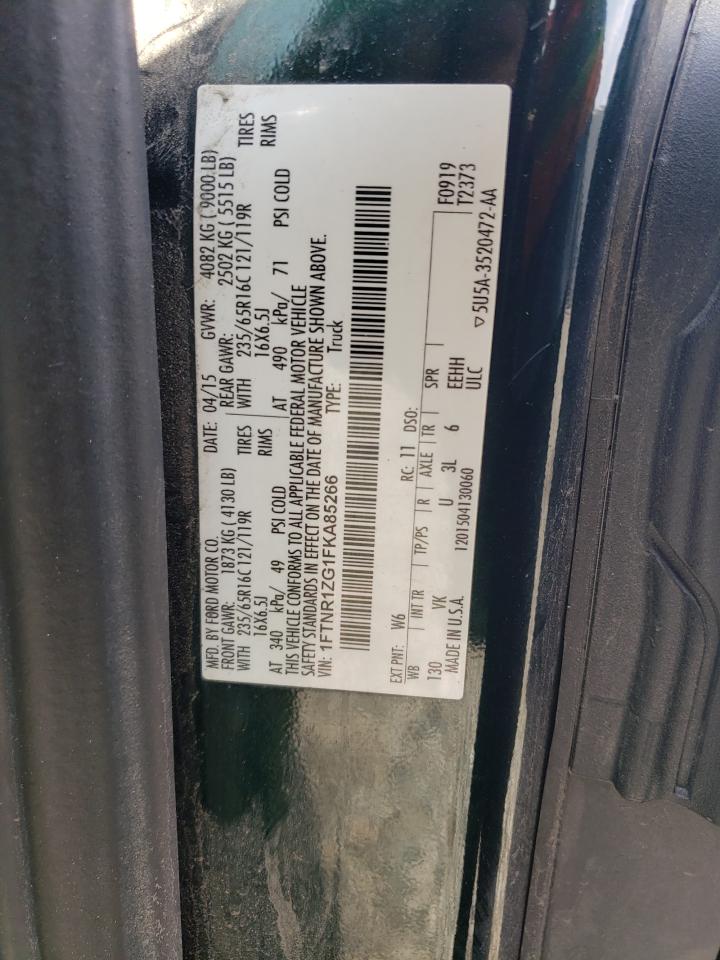 MFD. BY FORD MOTOR CO.
DATE: 04/15 GVWR: 4082 KG ( 9000 LB)
FRONT GAWR: 1873 KG ( 4130 LB)
REAR GAWR: 2502 KG ( 5515 LB)
WITH 235/65R16C 121/119R TIRES
WITH 235/65R16C 121/119R TIRES
16X6.5J RIMS
16X6.5J RIMS
AT 340 kPa/ 49 PSI COLD
AT 490 kPa/ 71 PSI COLD
THIS VEHICLE CONFORMS TO ALL APPLICABLE FEDERAL MOTOR VEHICLE
SAFETY STANDARDS IN EFFECT ON THE DATE OF MANUFACTURE SHOWN ABOVE.
VIN: 1FTNR1ZG1FKA85266 TYPE: Truck
F0919
T2373
EXT PNT: W6 RC: 11 DSO:
WB INT TR TP/PS R AXLE TR SPR
130 VK U 3L 6 EEHH
MADE IN U.S.A. 1201504130060 ULC
▽5U5A-3520472-AA